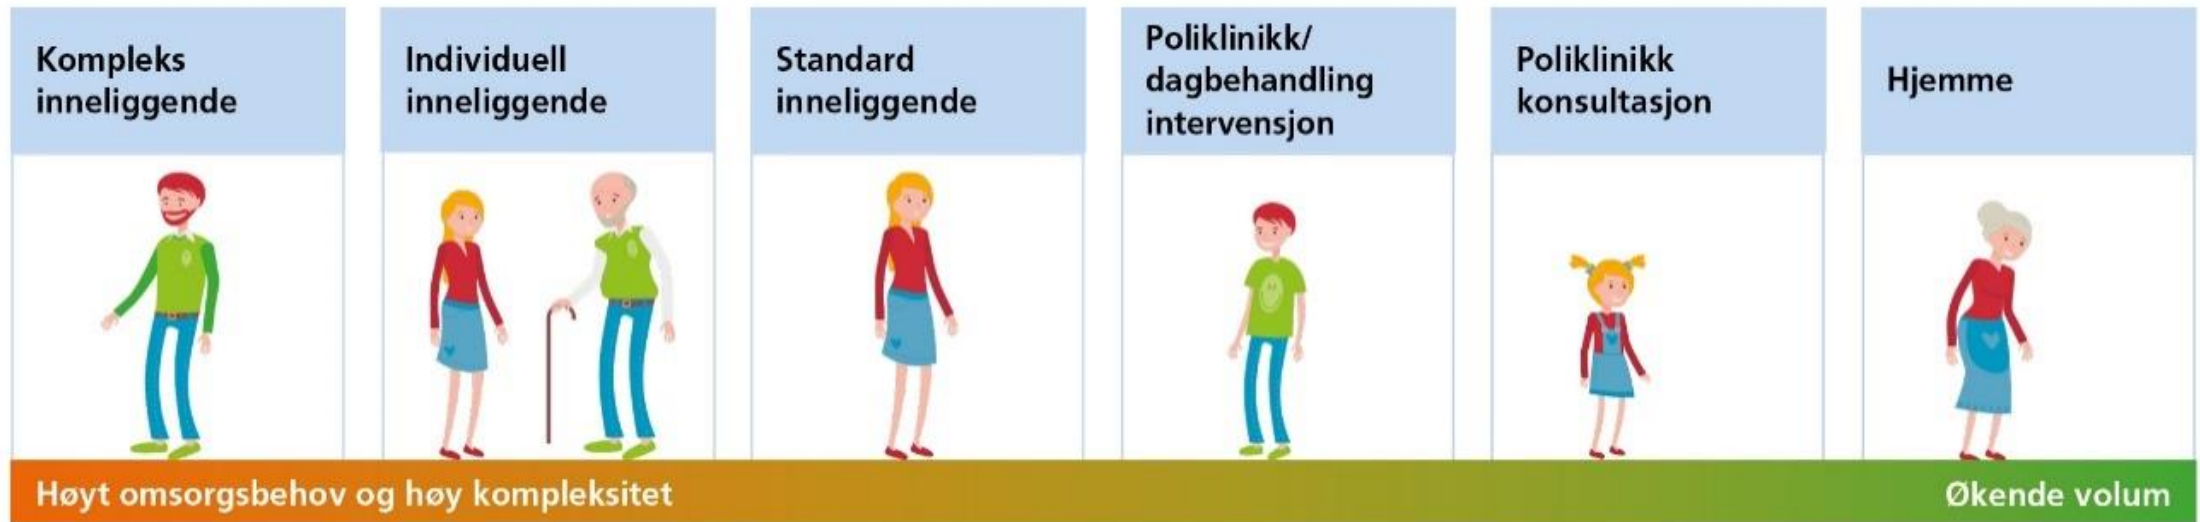 Kompleks
inneliggende
Individuell
inneliggende
Standard
inneliggende
Poliklinikk/
dagbehandling
intervensjon
Poliklinikk
konsultasjon
Hjemme
Høyt omsorgsbehov og høy kompleksitet
Økende volum